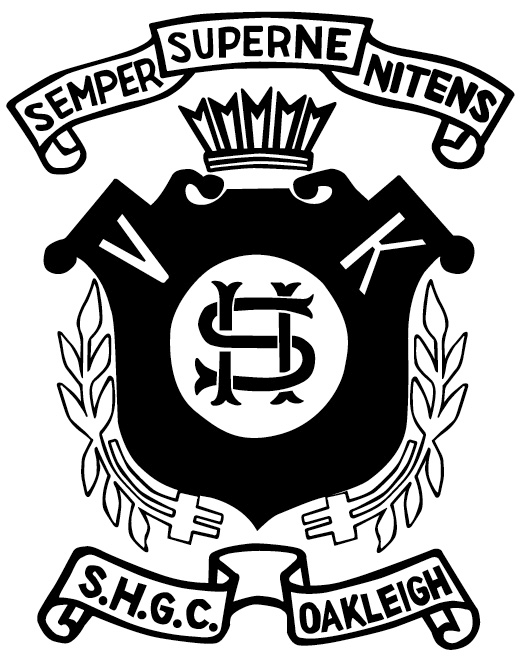 SEMPER SUPERNE NITENS
V K
SH
S.H.G.C. OAKLEIGH